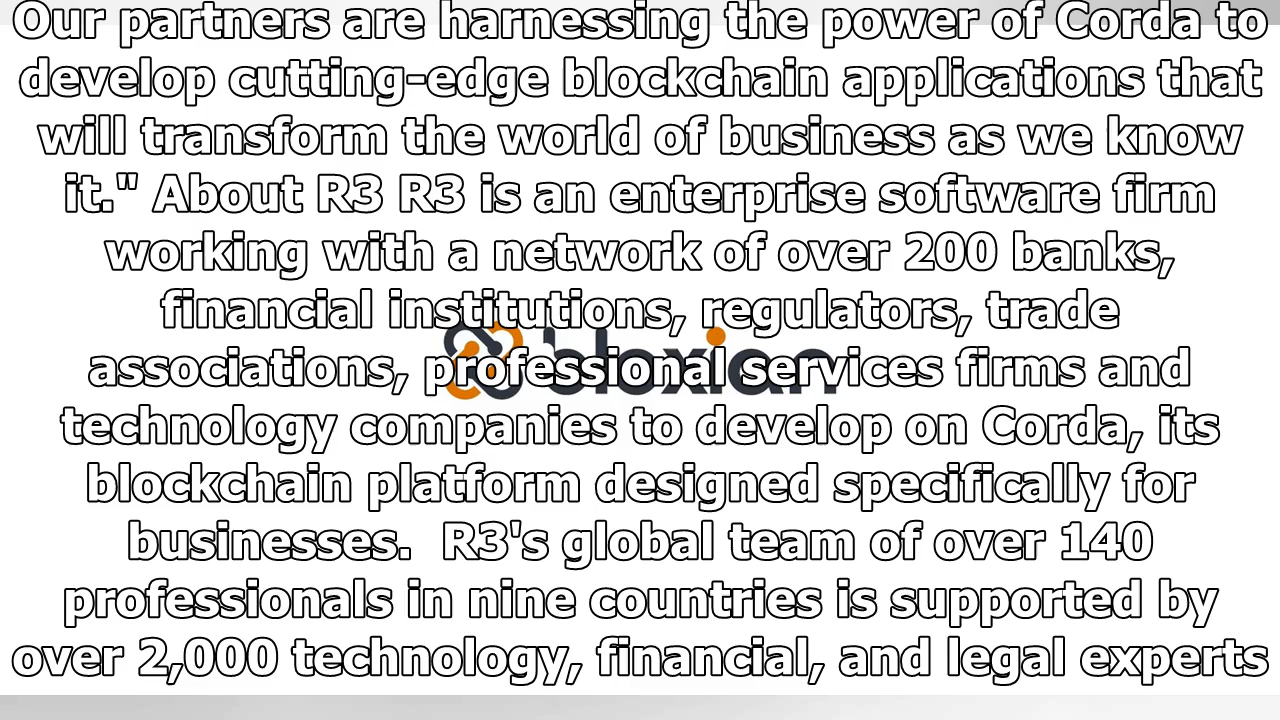 Our partners are harnessing the power of Corda to
develop cutting-edge blockchain applications that
will transform the world of business as we know
it." About R3 R3 is an enterprise software firm
working with a network of over 200 banks,
financial institutions, regulators, trade
associations, professional services firms and
bloxian
technology companies to develop on Corda, its
blockchain platform designed specifically for
businesses.  R3's global team of over 140
professionals in nine countries is supported by
over 2,000 technology, financial, and legal experts